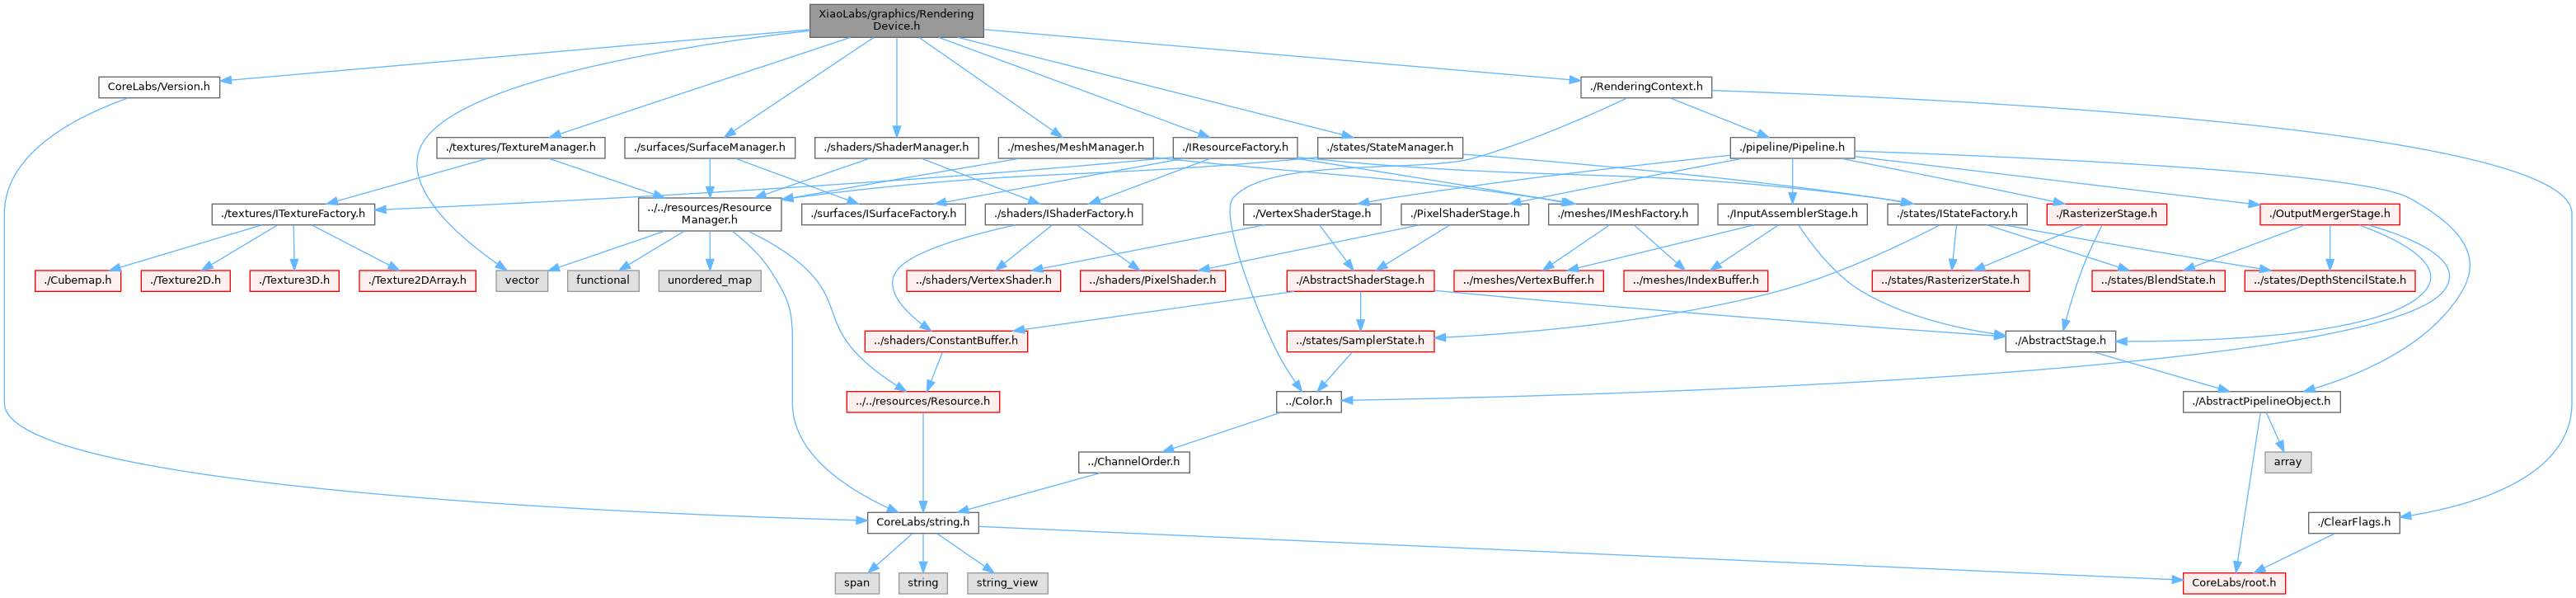 XiaoLabs/graphics/Rendering
Device.h
CoreLabs/Version.h
./RenderingContext.h
./textures/TextureManager.h
./surfaces/SurfaceManager.h
./shaders/ShaderManager.h
./meshes/MeshManager.h
./IResourceFactory.h
./states/StateManager.h
./pipeline/Pipeline.h
./textures/ITextureFactory.h
../../resources/Resource
Manager.h
./surfaces/ISurfaceFactory.h
./shaders/IShaderFactory.h
./VertexShaderStage.h
./PixelShaderStage.h
./meshes/IMeshFactory.h
./InputAssemblerStage.h
./states/IStateFactory.h
./RasterizerStage.h
./OutputMergerStage.h
./Cubemap.h
./Texture2D.h
./Texture3D.h
./Texture2DArray.h
vector
functional
unordered_map
../shaders/VertexShader.h
../shaders/PixelShader.h
./AbstractShaderStage.h
../meshes/VertexBuffer.h
../meshes/IndexBuffer.h
../states/RasterizerState.h
../states/BlendState.h
../states/DepthStencilState.h
../shaders/ConstantBuffer.h
../states/SamplerState.h
./AbstractStage.h
../../resources/Resource.h
../Color.h
./AbstractPipelineObject.h
../ChannelOrder.h
array
CoreLabs/string.h
./ClearFlags.h
span
string
string_view
CoreLabs/root.h